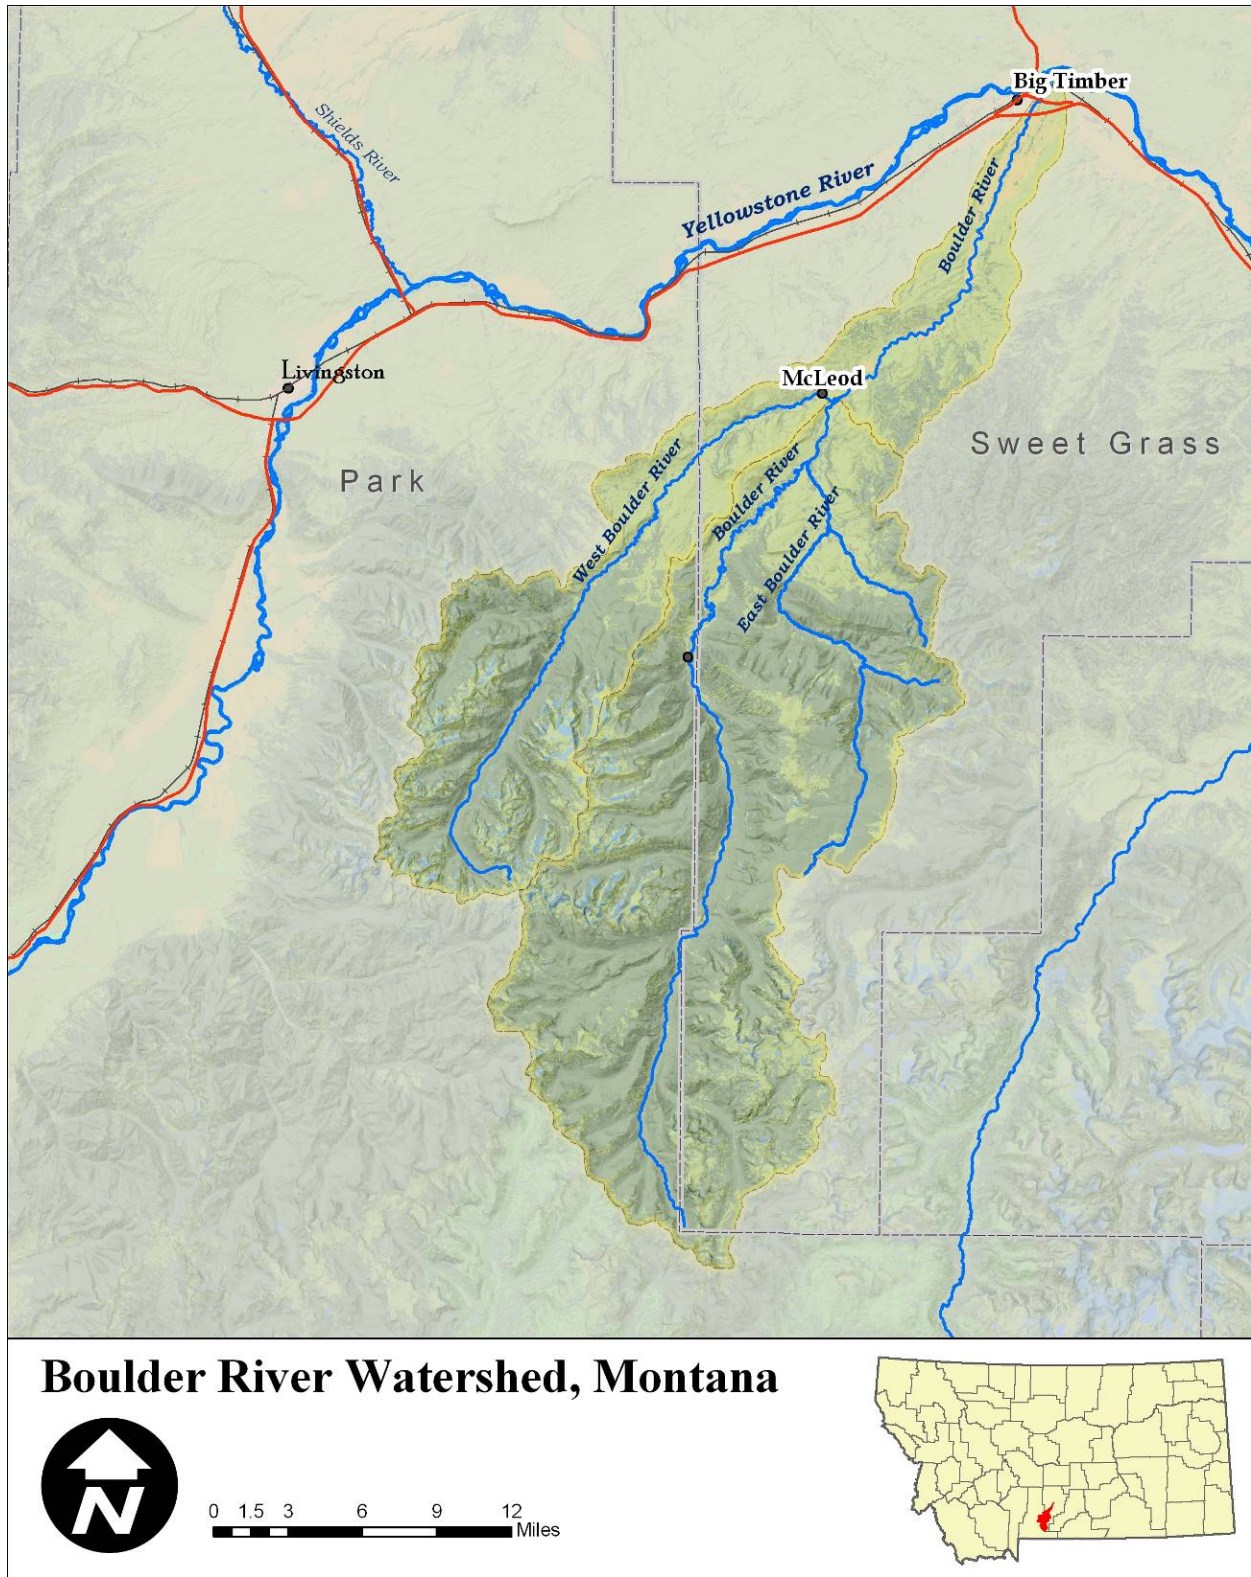 Big Timber
Shields River
Yellowstone River
Boulder River
Livingston
McLeod
Park
Sweet Grass
West Boulder River
Boulder River
East Boulder River
Boulder River Watershed, Montana
N
0 1.5 3 6 9 12
Miles